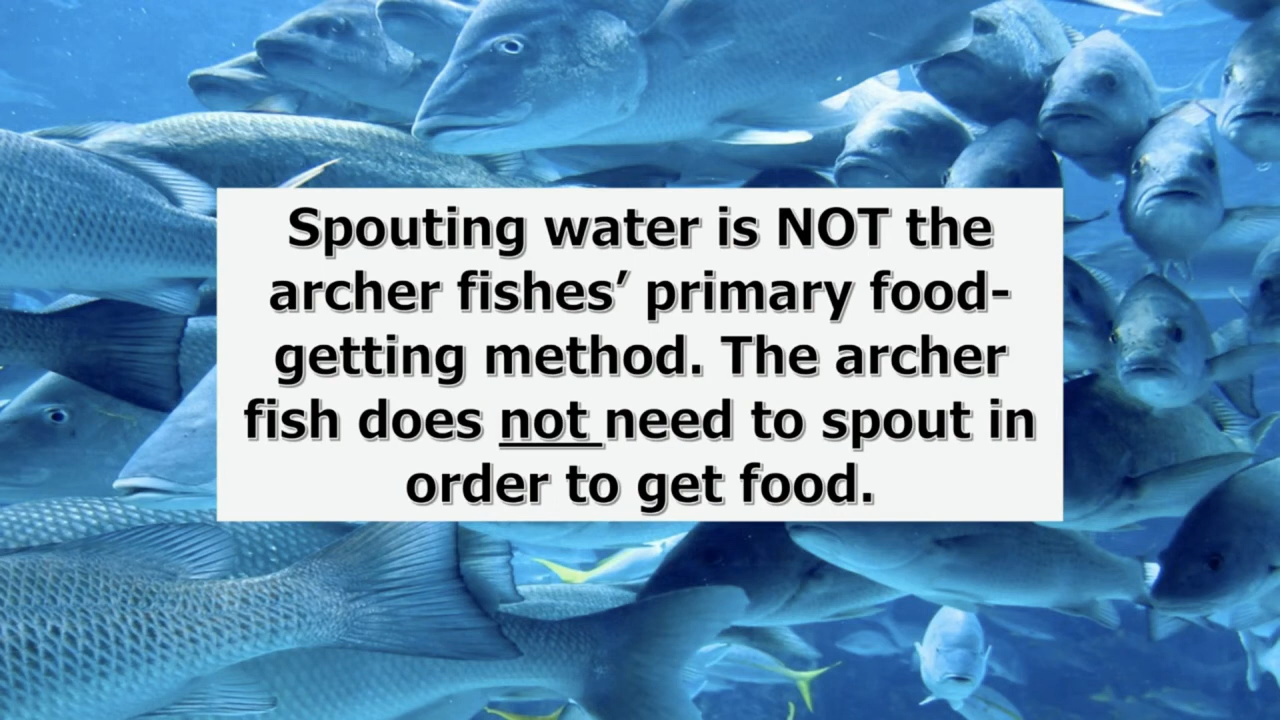 Spouting water is NOT the
archer fishes’ primary food-
getting method. The archer
fish does not need to spout in
order to get food.